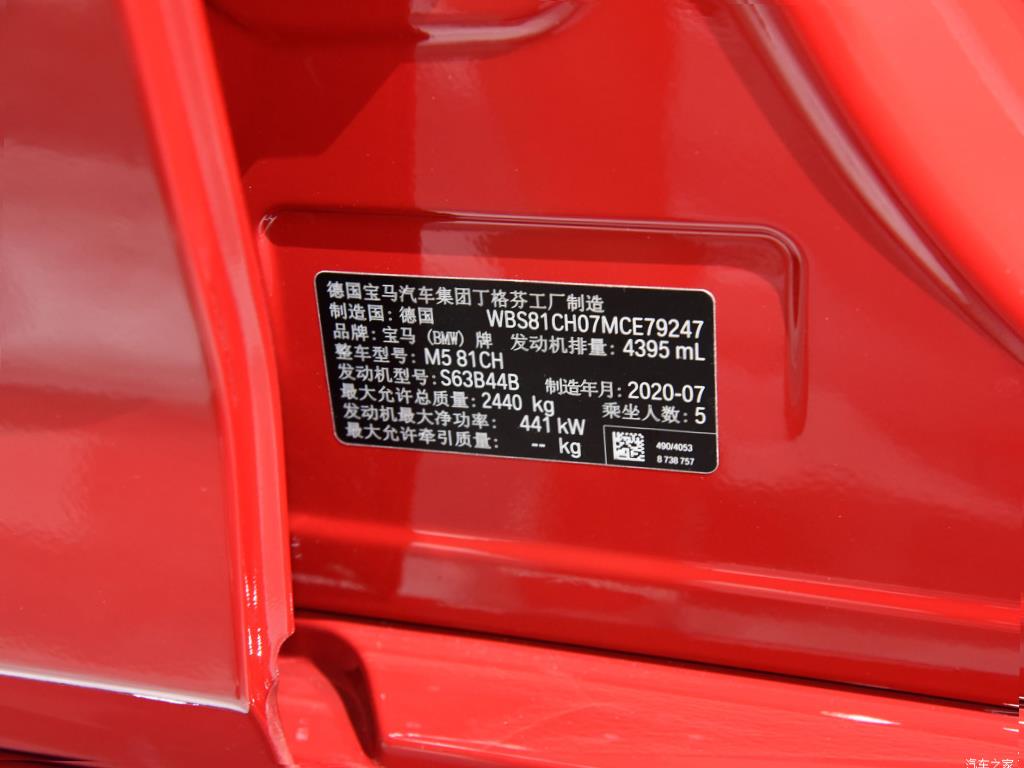 德国宝马汽车集团丁格芬工厂制造
制造国：德国 WBS81CH07MCE79247
品牌：宝马 (BMW) 牌 发动机排量：4395 mL
整车型号：M5 81CH
发动机型号：S63B44B 制造年月：2020-07
最大允许总质量：2440 kg 乘坐人数：5
发动机最大净功率： 441 kW
最大允许牵引质量： -- kg
490/4053
8 738 757
汽车之家